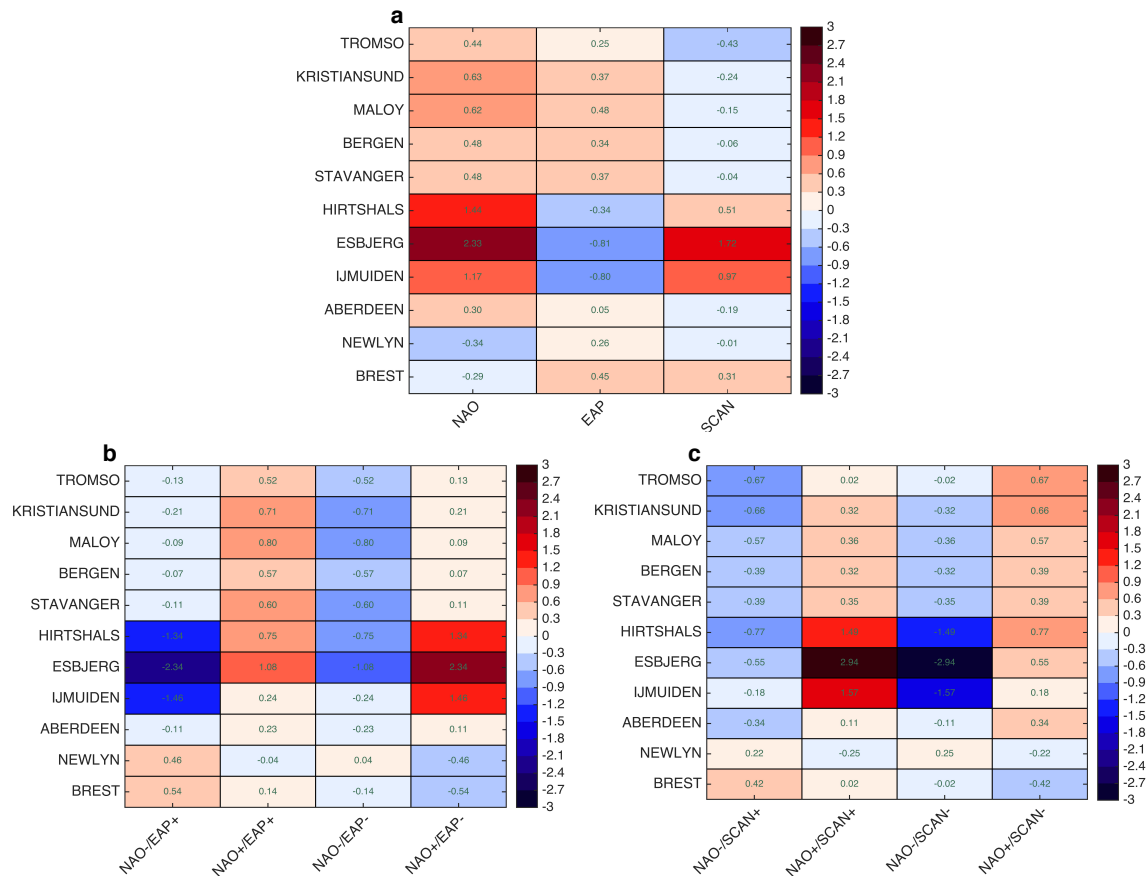 a
TROMSO 0.44 0.25 -0.43
KRISTIANSUND 0.63 0.37 -0.24
MALOY 0.62 0.48 -0.15
BERGEN 0.48 0.34 -0.06
STAVANGER 0.48 0.37 -0.04
HIRTSHALS -0.34 0.51
ESBJERG 2.33 -0.81 1.72
IJMUIDEN 1.17 -0.80 0.97
ABERDEEN 0.30 0.05 -0.19
NEWLYN -0.34 0.26 -0.01
BREST -0.29 0.45 0.31
NAO EAP SCAN
3
2.7
2.4
2.1
1.8
1.5
1.2
0.9
0.6
0.3
0
-0.3
-0.6
-0.9
-1.2
-1.5
-1.8
-2.1
-2.4
-2.7
-3
b
TROMSO -0.13 0.52 -0.52 0.13
KRISTIANSUND -0.21 0.71 -0.71 0.21
MALOY -0.09 0.80 -0.80 0.09
BERGEN -0.07 0.57 -0.57 0.07
STAVANGER -0.11 0.60 -0.60 0.11
HIRTSHALS -1.34 0.75 -0.75
ESBJERG -2.34 1.08 -1.08 2.34
IJMUIDEN -1.46 0.24 -0.24
ABERDEEN -0.11 0.23 -0.23 0.11
NEWLYN 0.46 -0.04 0.04 -0.46
BREST 0.54 0.14 -0.14 -0.54
NAO-/EAP+ NAO+/EAP+ NAO-/EAP- NAO+/EAP-
3
2.7
2.4
2.1
1.8
1.5
1.2
0.9
0.6
0.3
0
-0.3
-0.6
-0.9
-1.2
-1.5
-1.8
-2.1
-2.4
-2.7
-3
c
TROMSO -0.67 0.02 -0.02 0.67
KRISTIANSUND -0.66 0.32 -0.32 0.66
MALOY -0.57 0.36 -0.36 0.57
BERGEN -0.39 0.32 -0.32 0.39
STAVANGER -0.39 0.35 -0.35 0.39
HIRTSHALS -0.77 -1.49 0.77
ESBJERG -0.55 2.94 -2.94 0.55
IJMUIDEN -0.18 1.57 -1.57 0.18
ABERDEEN -0.34 0.11 -0.11 0.34
NEWLYN 0.22 -0.25 0.25 -0.22
BREST 0.42 0.02 -0.02 -0.42
NAO-/SCAN+ NAO+/SCAN+ NAO-/SCAN- NAO+/SCAN-
3
2.7
2.4
2.1
1.8
1.5
1.2
0.9
0.6
0.3
0
-0.3
-0.6
-0.9
-1.2
-1.5
-1.8
-2.1
-2.4
-2.7
-3